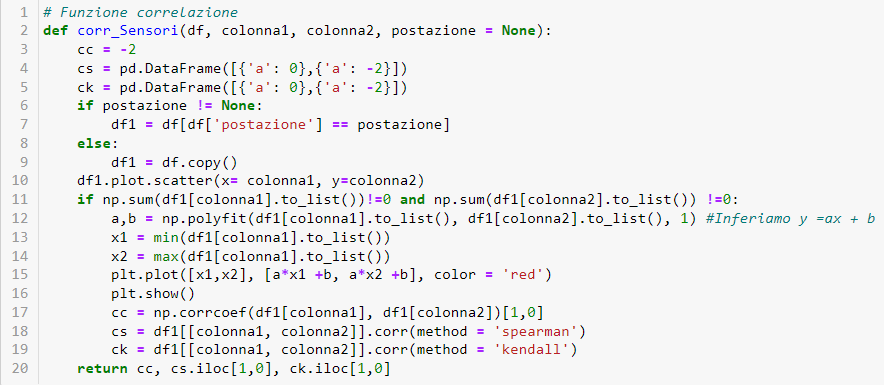 1 # Funzione correlazione
2 def corr_Sensori(df, colonna1, colonna2, postazione = None):
3     cc = -2
4     cs = pd.DataFrame([{'a': 0},{'a': -2}])
5     ck = pd.DataFrame([{'a': 0},{'a': -2}])
6     if postazione != None:
7         df1 = df[df['postazione'] == postazione]
8     else:
9         df1 = df.copy()
10     df1.plot.scatter(x= colonna1, y=colonna2)
11     if np.sum(df1[colonna1].to_list())!=0 and np.sum(df1[colonna2].to_list()) !=0:
12         a,b = np.polyfit(df1[colonna1].to_list(), df1[colonna2].to_list(), 1) #Inferiamo y =ax + b
13         x1 = min(df1[colonna1].to_list())
14         x2 = max(df1[colonna1].to_list())
15         plt.plot([x1,x2], [a*x1 +b, a*x2 +b], color = 'red')
16         plt.show()
17         cc = np.corrcoef(df1[colonna1], df1[colonna2])[1,0]
18         cs = df1[[colonna1, colonna2]].corr(method = 'spearman')
19         ck = df1[[colonna1, colonna2]].corr(method = 'kendall')
20     return cc, cs.iloc[1,0], ck.iloc[1,0]